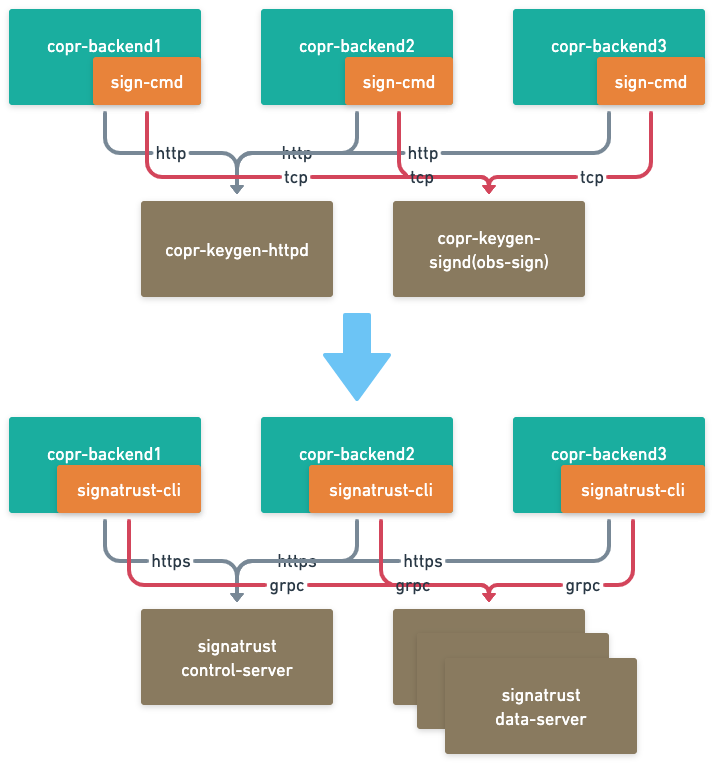 copr-backend1
sign-cmd
copr-backend2
sign-cmd
copr-backend3
sign-cmd
http
http
http
tcp
tcp
tcp
copr-keygen-httpd
copr-keygen-
signd(obs-sign)
copr-backend1
signatrust-cli
copr-backend2
signatrust-cli
copr-backend3
signatrust-cli
https
https
https
grpc
grpc
grpc
signatrust
control-server
signatrust
data-server